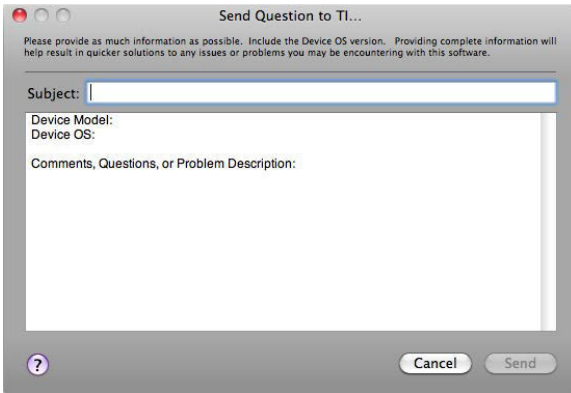 Send Question to TI...
Please provide as much information as possible. Include the Device OS version. Providing complete information will
help result in quicker solutions to any issues or problems you may be encountering with this software.
Subject:
Device Model:
Device OS:
Comments, Questions, or Problem Description:
? Cancel Send